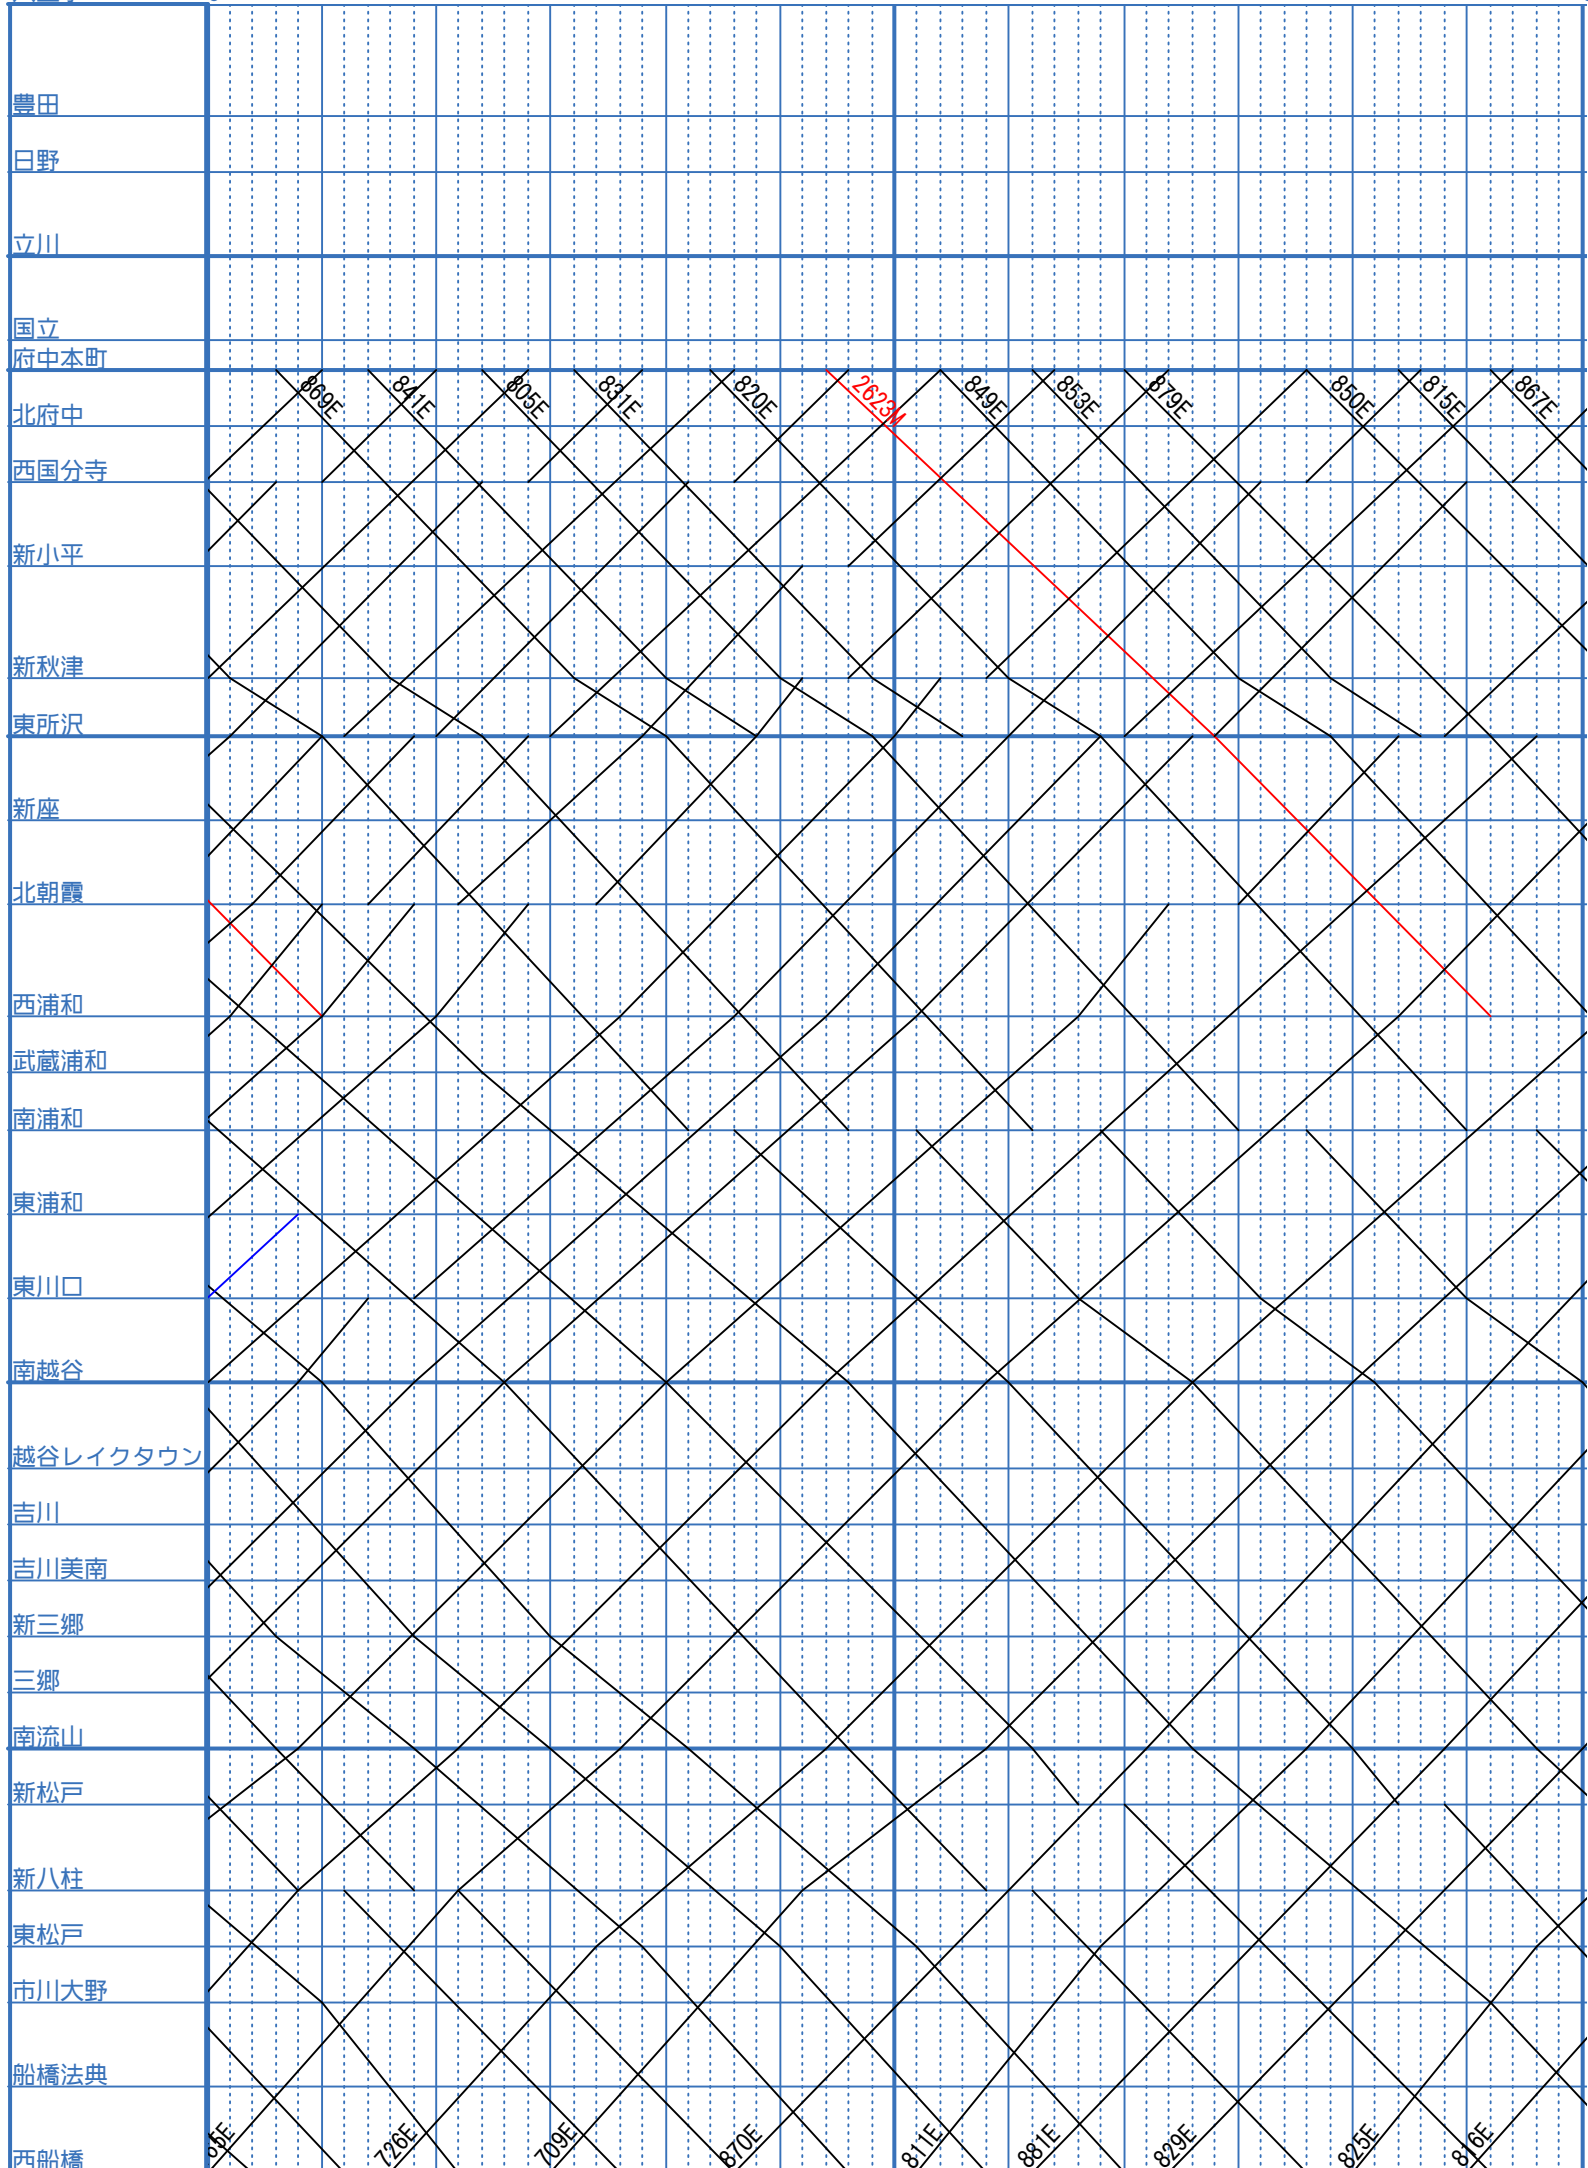 豊田
日野
立川
国立
府中本町
869E 841E 805E 831E 820E 2623M 849E 853E 879E 850E 815E 867E
北府中
西国分寺
新小平
新秋津
東所沢
新座
北朝霞
西浦和
武蔵浦和
南浦和
東浦和
東川口
南越谷
越谷レイクタウン
吉川
吉川美南
新三郷
三郷
南流山
新松戸
新八柱
東松戸
市川大野
船橋法典
65E 726E 709E 870E 811E 881E 829E 825E 816E
西船橋